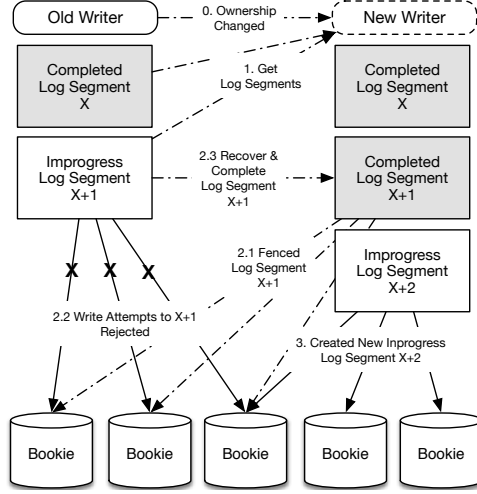 Old Writer
0. Ownership
Changed
New Writer
Completed
Log Segment
X
1. Get
Log Segments
Completed
Log Segment
X
Improgress
Log Segment
X+1
2.3 Recover &
Complete
Log Segment
X+1
Completed
Log Segment
X+1
X
X
X
2.1 Fenced
Log Segment
X+1
Improgress
Log Segment
X+2
2.2 Write Attempts to X+1
Rejected
3. Created New Inprogress
Log Segment X+2
Bookie
Bookie
Bookie
Bookie
Bookie